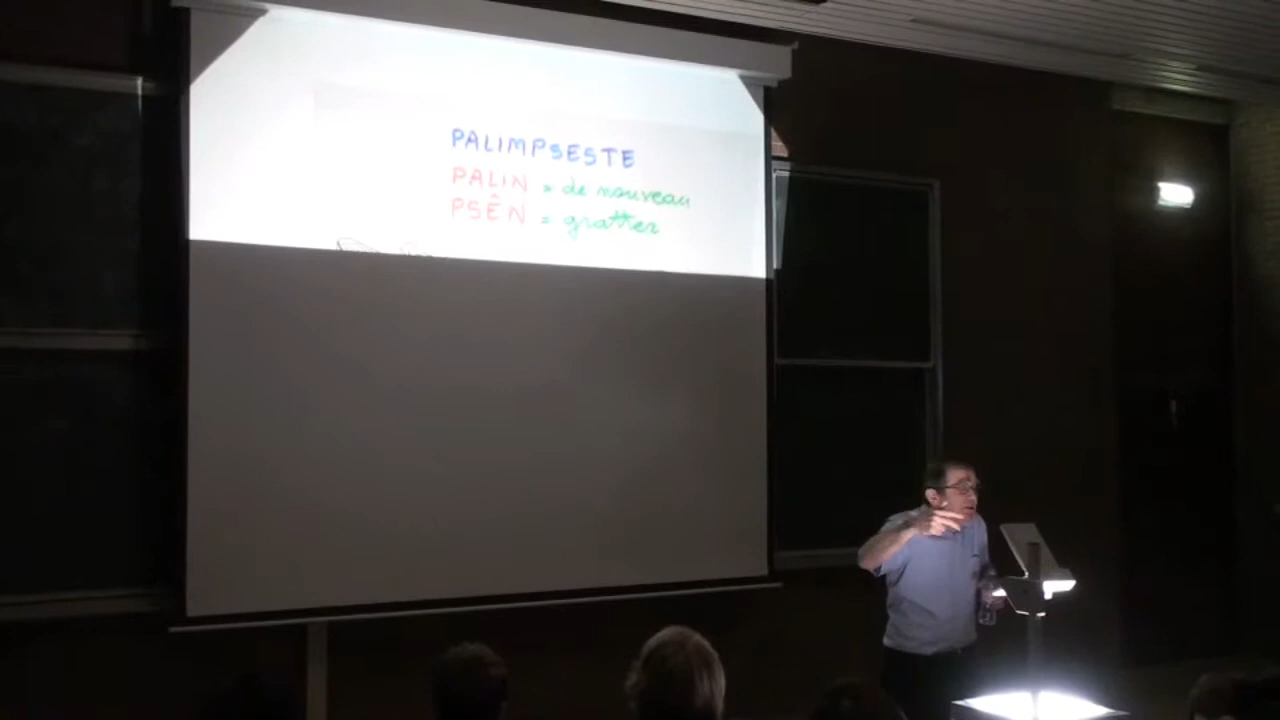 PALIMPSESTE
PALIN = de nouveau
PSÊN = gratter